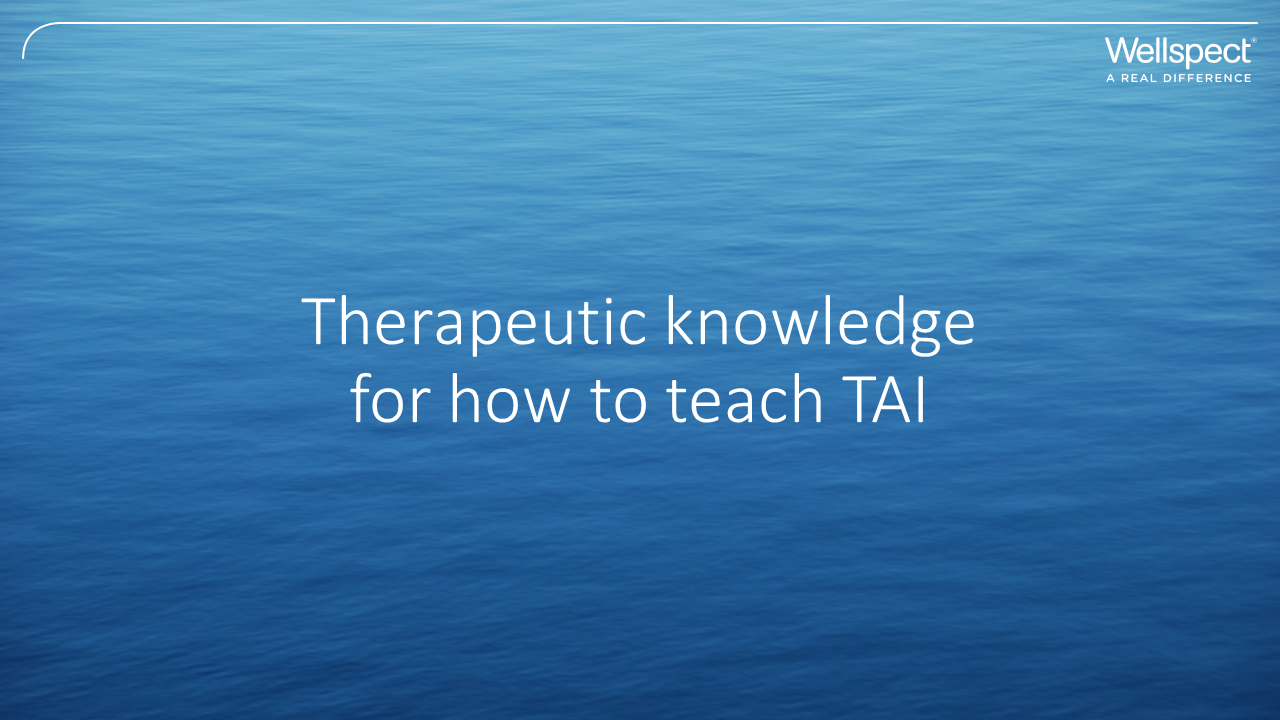 Wellspect®
A REAL DIFFERENCE
Therapeutic knowledge
for how to teach TAI